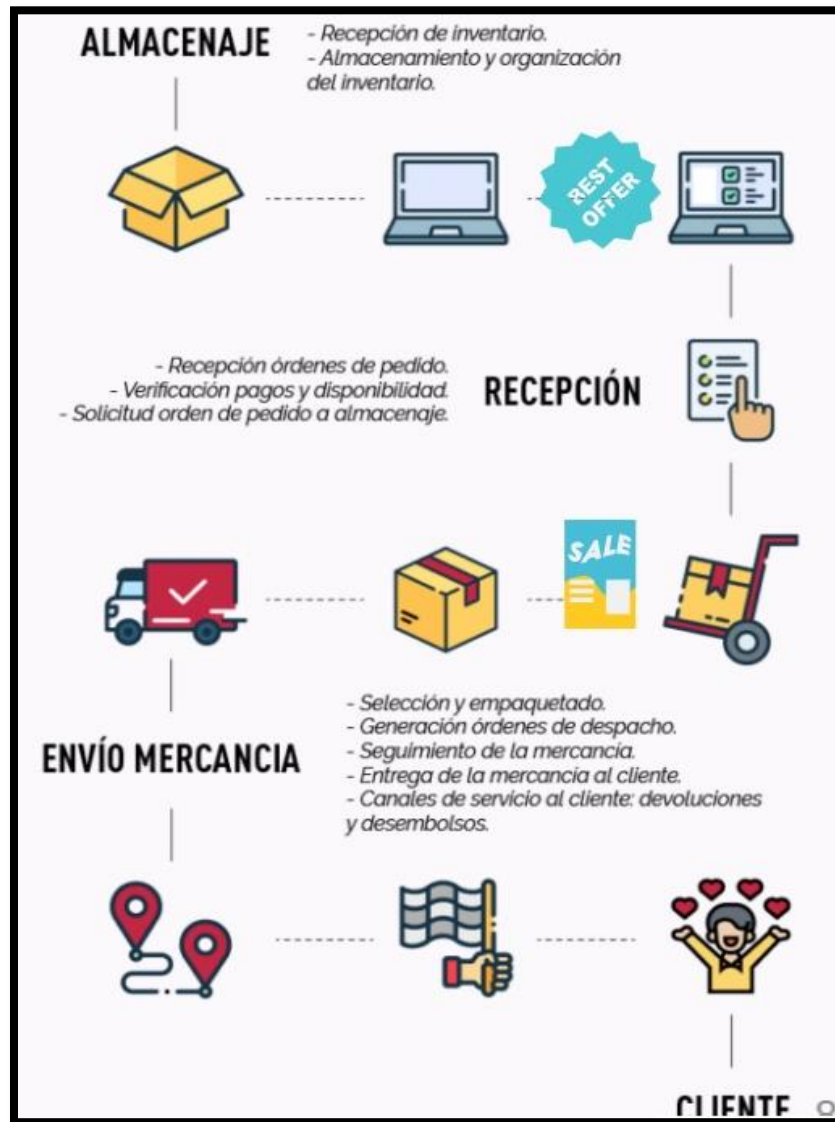 ALMACENAJE
- Recepción de inventario.
- Almacenamiento y organización
del inventario.
BEST
OFFER
- Recepción órdenes de pedido.
- Verificación pagos y disponibilidad.
- Solicitud orden de pedido a almacenaje.
RECEPCIÓN
SALE
- Selección y empaquetado.
- Generación órdenes de despacho.
- Seguimiento de la mercancía.
- Entrega de la mercancía al cliente.
- Canales de servicio al cliente: devoluciones
y desembolsos.
ENVÍO MERCANCIA
CLIENTE